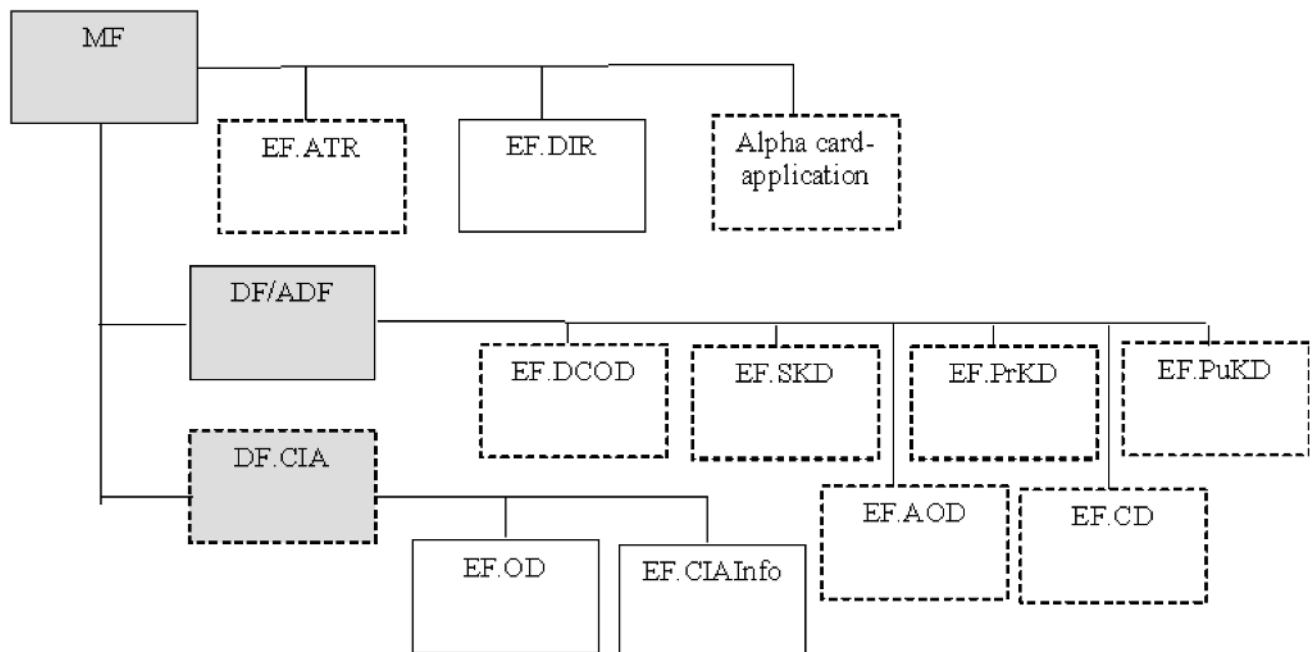 MF
EF.ATR
EF.DIR
Alpha card-
application
DF/ADF
EF.DCOD
EF.SKD
EF.PrKD
EF.PuKD
DF.CIA
EF.AOD
EF.CD
EF.OD
EF.CIAInfo